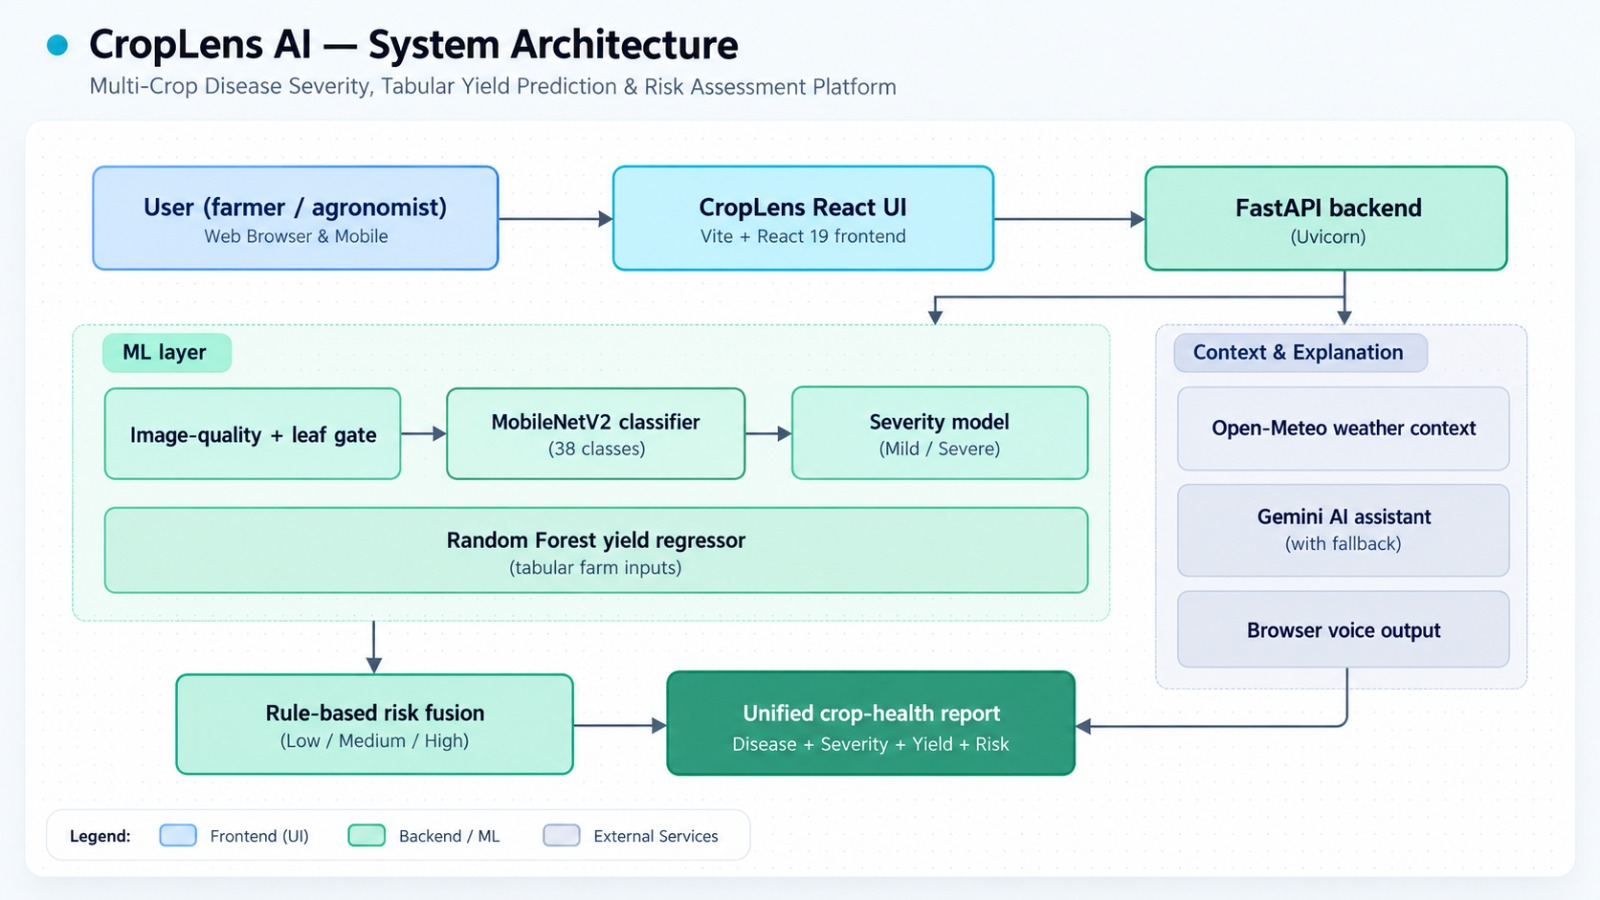 CropLens AI — System Architecture
Multi-Crop Disease Severity, Tabular Yield Prediction & Risk Assessment Platform
User (farmer / agronomist)
Web Browser & Mobile
CropLens React UI
Vite + React 19 frontend
FastAPI backend
(Uvicorn)
ML layer
Image-quality + leaf gate
MobileNetV2 classifier
(38 classes)
Severity model
(Mild / Severe)
Random Forest yield regressor
(tabular farm inputs)
Context & Explanation
Open-Meteo weather context
Gemini AI assistant
(with fallback)
Browser voice output
Rule-based risk fusion
(Low / Medium / High)
Unified crop-health report
Disease + Severity + Yield + Risk
Legend:
Frontend (UI)
Backend / ML
External Services